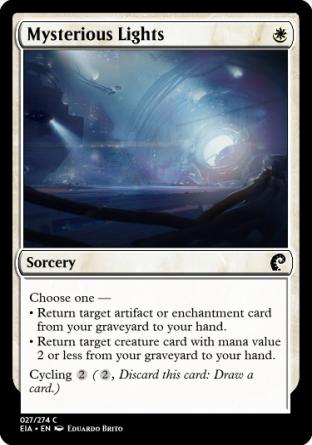 Mysterious Lights
Sorcery
Choose one —
• Return target artifact or enchantment card
from your graveyard to your hand.
• Return target creature card with mana value
2 or less from your graveyard to your hand.
Cycling 2 (2, Discard this card: Draw a
card.)
027/274 C
EIA • EN Eduardo Brito